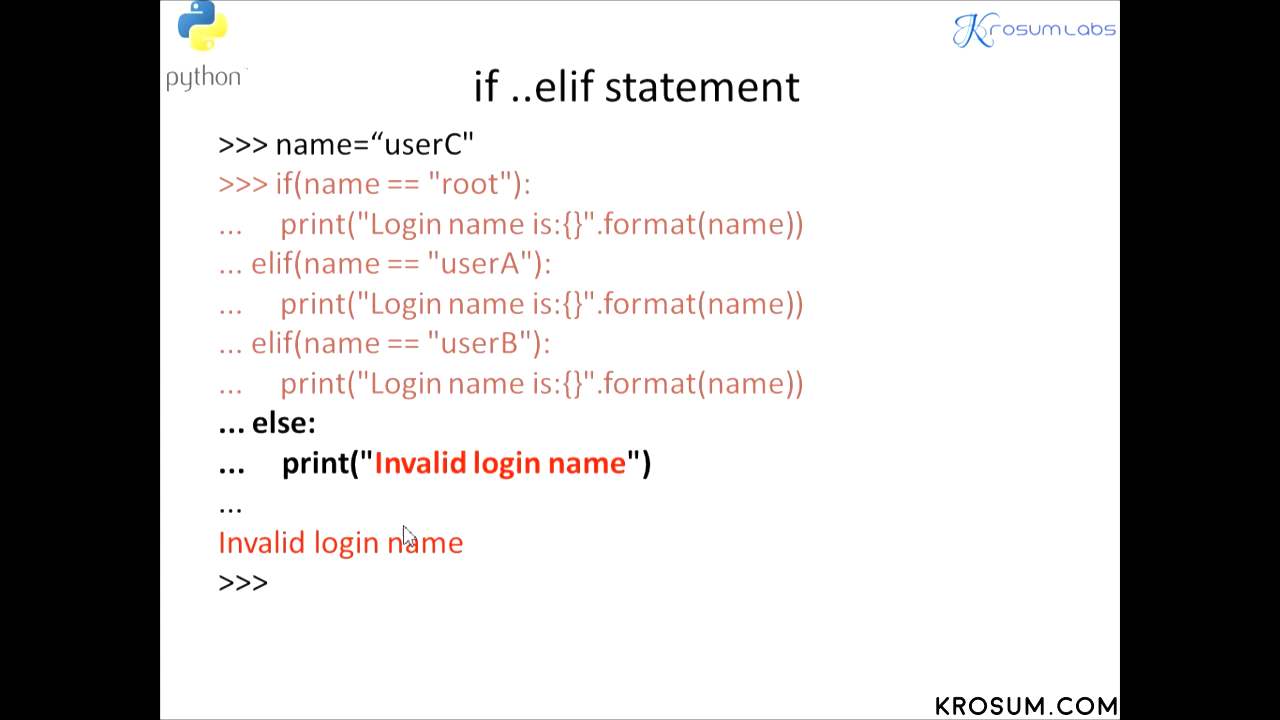 python
KrosumLabs
if ..elif statement
>>> name=“userC"
>>> if(name == "root"):
...     print("Login name is:{}".format(name))
... elif(name == "userA"):
...     print("Login name is:{}".format(name))
... elif(name == "userB"):
...     print("Login name is:{}".format(name))
... else:
...     print("Invalid login name")
...
Invalid login name
>>>
KROSUM.COM